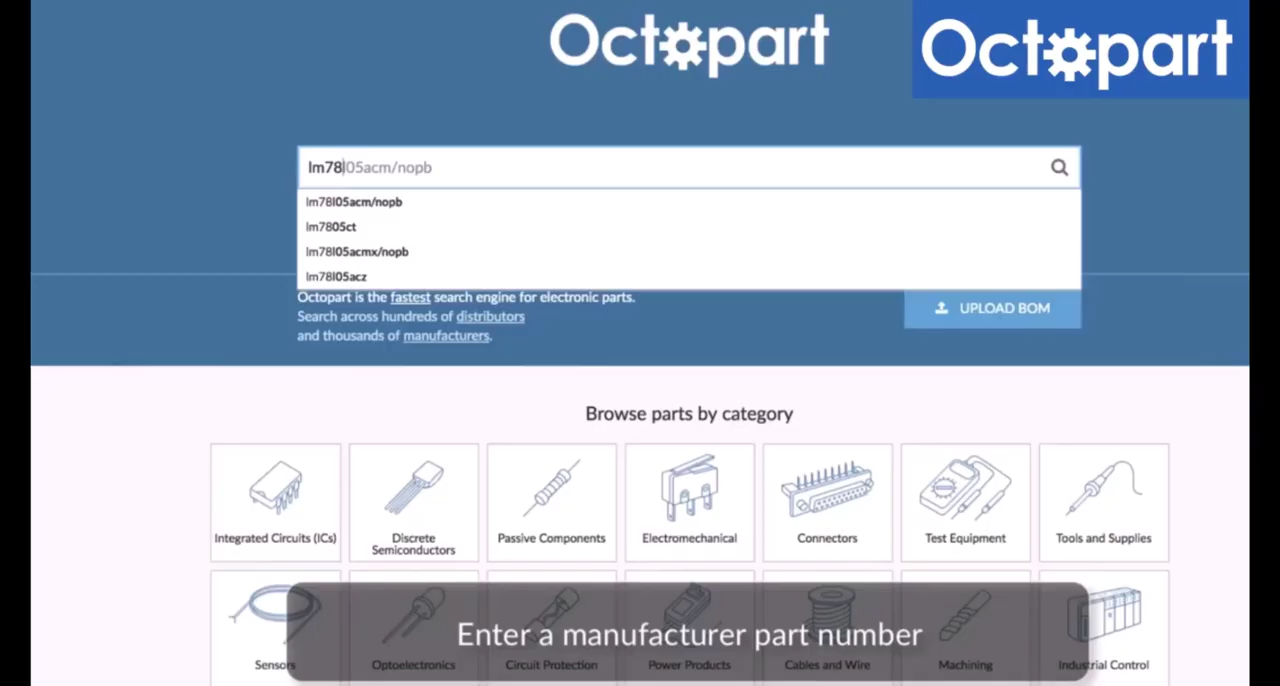 Octopart
Octopart
lm78l05acm/nopb
lm78l05acm/nopb
lm7805ct
lm78l05acmx/nopb
lm78l05acz
Octopart is the fastest search engine for electronic parts.
Search across hundreds of distributors
and thousands of manufacturers.
UPLOAD BOM
Browse parts by category
Integrated Circuits (ICs)
Discrete
Semiconductors
Passive Components
Electromechanical
Connectors
Test Equipment
Tools and Supplies
Enter a manufacturer part number
Sensors
Optoelectronics
Circuit Protection
Power Products
Cables and Wire
Machining
Industrial Control